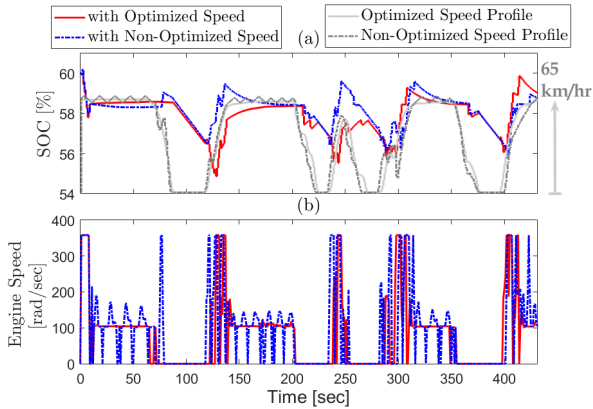 with Optimized Speed
with Non-Optimized Speed
(a)
Optimized Speed Profile
Non-Optimized Speed Profile
60
58
56
54
SOC [%]
65
km/hr
(b)
400
300
200
100
0
Engine Speed
[rad/sec]
0 50 100 150 200 250 300 350 400
Time [sec]